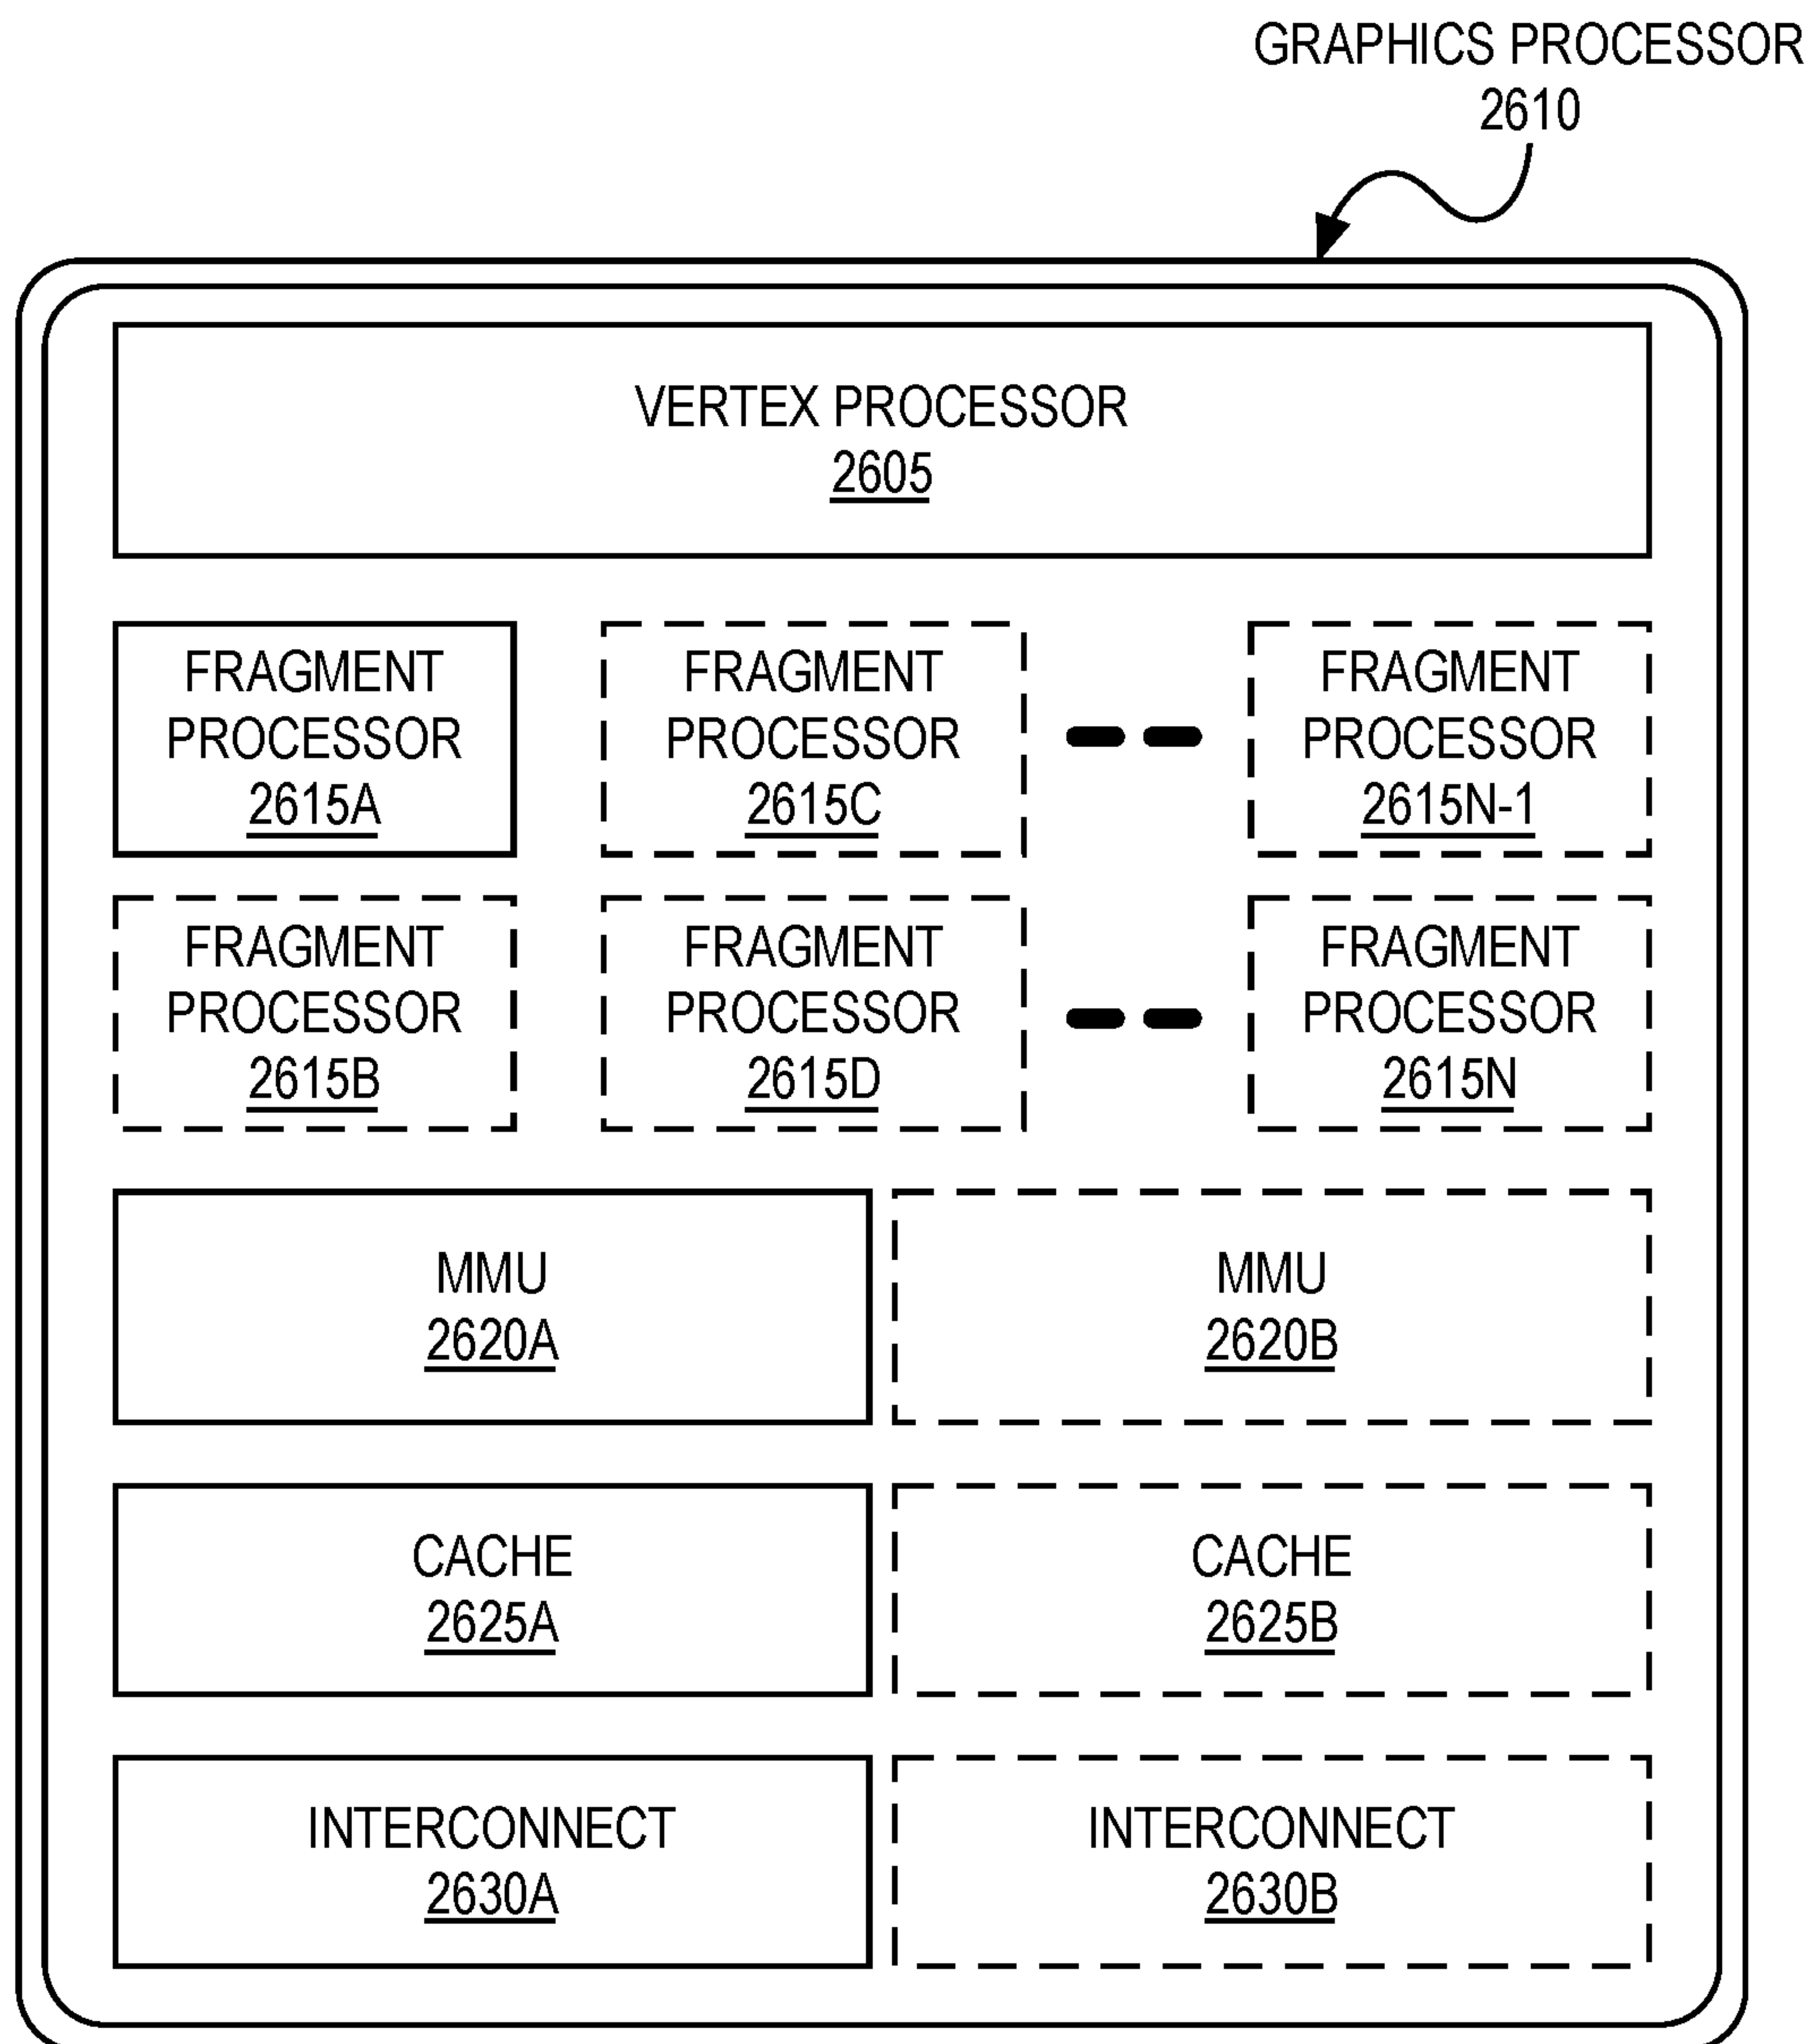 GRAPHICS PROCESSOR
2610
VERTEX PROCESSOR
2605
FRAGMENT
PROCESSOR
2615A
FRAGMENT
PROCESSOR
2615C
FRAGMENT
PROCESSOR
2615N-1
FRAGMENT
PROCESSOR
2615B
FRAGMENT
PROCESSOR
2615D
FRAGMENT
PROCESSOR
2615N
MMU
2620A
MMU
2620B
CACHE
2625A
CACHE
2625B
INTERCONNECT
2630A
INTERCONNECT
2630B